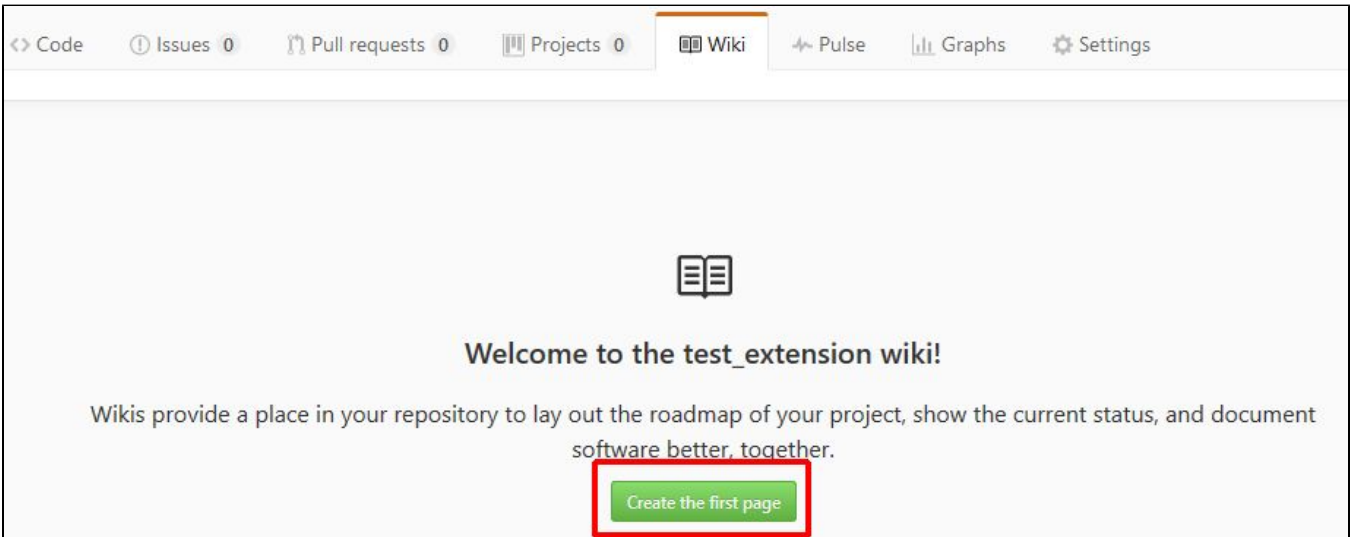 <> Code Issues 0 Pull requests 0 Projects 0 Wiki Pulse Graphs Settings
Welcome to the test_extension wiki!
Wikis provide a place in your repository to lay out the roadmap of your project, show the current status, and document
software better, together.
Create the first page